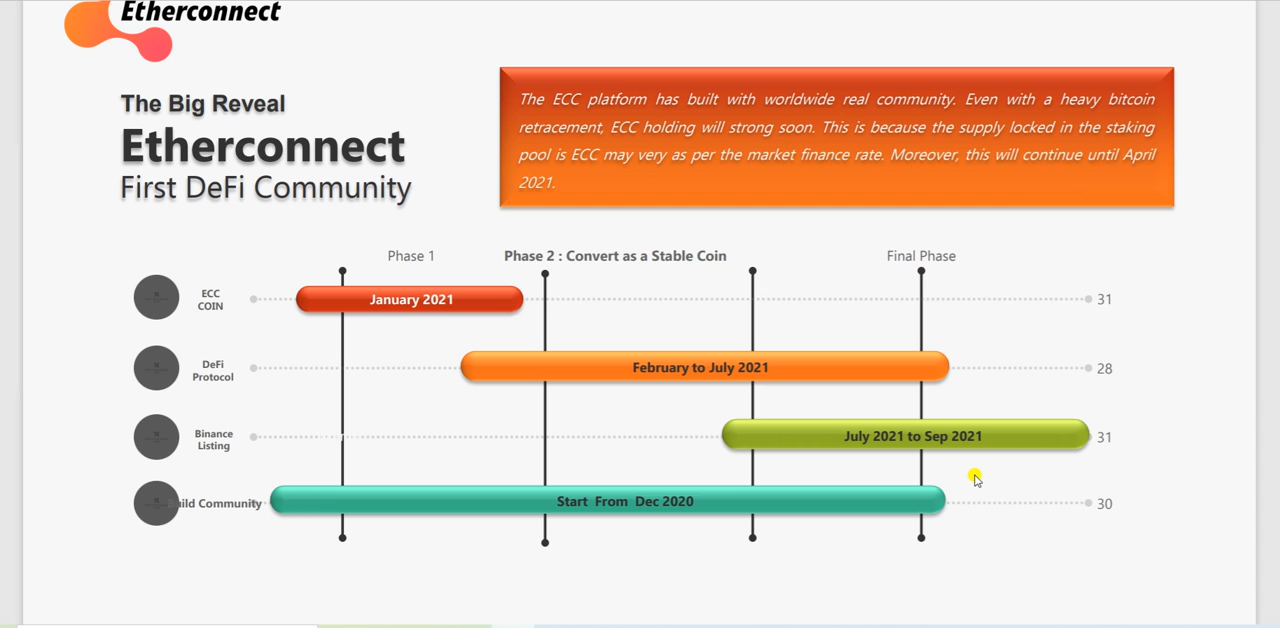 Etherconnect
The Big Reveal
Etherconnect
First DeFi Community
The ECC platform has built with worldwide real community. Even with a heavy bitcoin
retracement, ECC holding will strong soon. This is because the supply locked in the staking
pool is ECC may very as per the market finance rate. Moreover, this will continue until April
2021.
Phase 1
Phase 2 : Convert as a Stable Coin
Final Phase
ECC
COIN
January 2021
31
DeFi
Protocol
February to July 2021
28
Binance
Listing
July 2021 to Sep 2021
31
Community
Start From Dec 2020
30